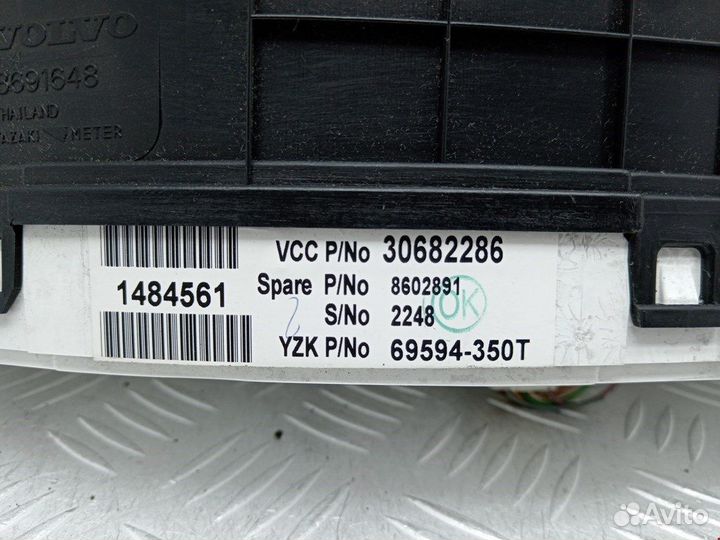 VOLVO
8691648
THAILAND
YAZAKI METER
1484561
VCC P/No 30682286
Spare P/No 8602891
S/No 2248
YZK P/No 69594-350T
OK
Avito